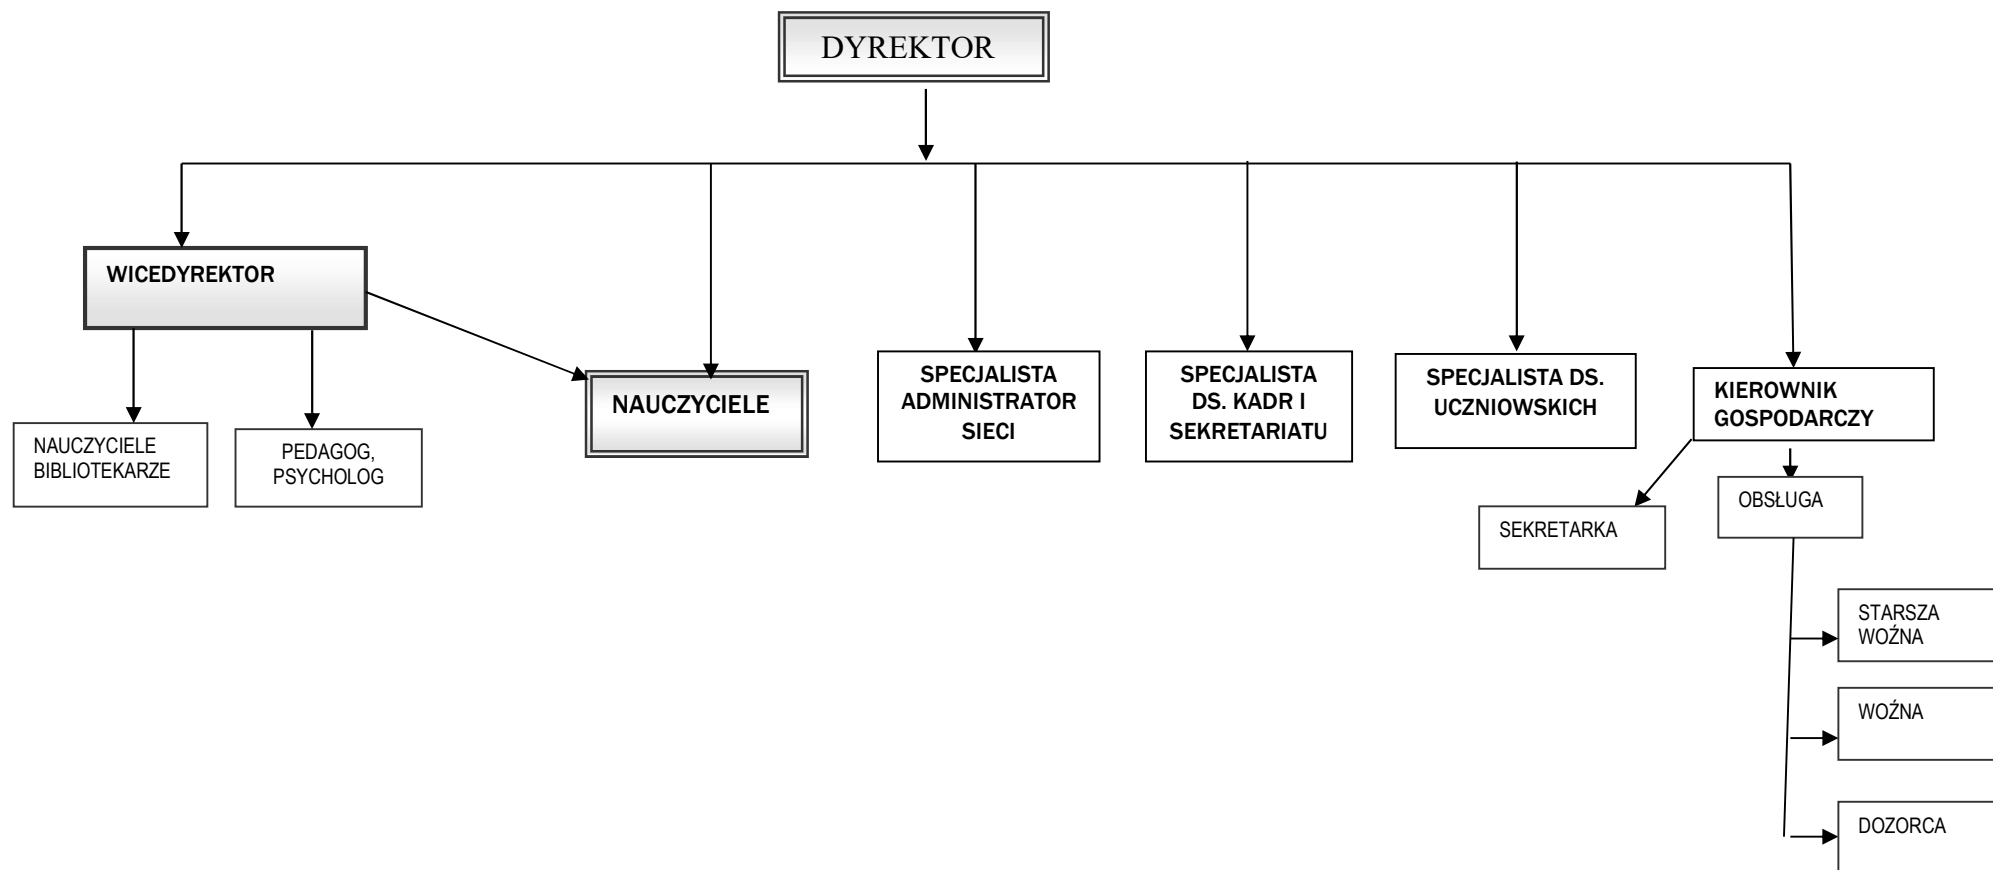 DYREKTOR
WICEDYREKTOR
NAUCZYCIELE
BIBLIOTEKARZE
PEDAGOG,
PSYCHOLOG
NAUCZYCIELE
SPECJALISTA
ADMINISTRATOR
SIECI
SPECJALISTA
DS. KADR I
SEKRETARIATU
SPECJALISTA DS.
UCZNIOWSKICH
KIEROWNIK
GOSPODARCZY
SEKRETARKA
OBSŁUGA
STARSZA
WOŹNA
WOŹNA
DOZORCA